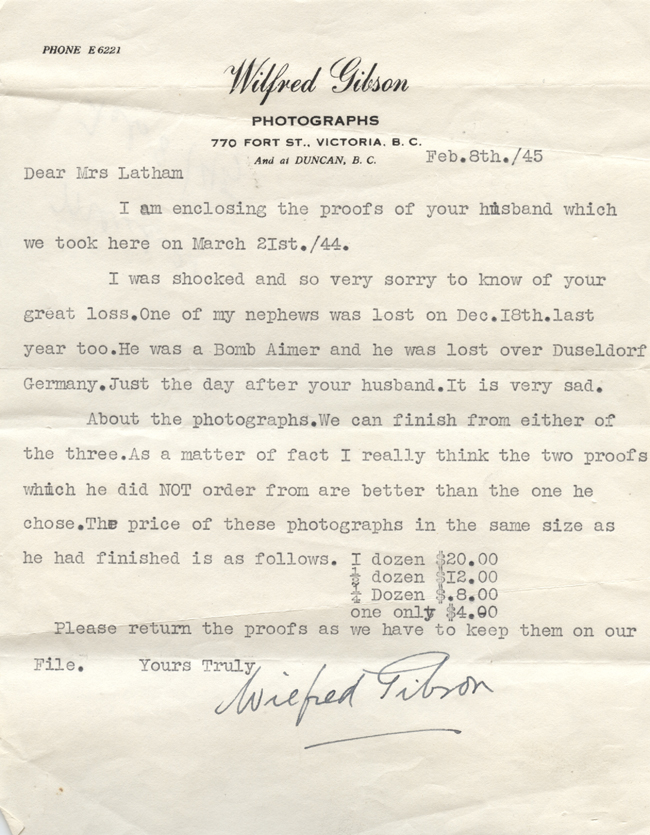 PHONE E 6221
Wilfred Gibson
PHOTOGRAPHS
770 FORT ST., VICTORIA, B. C.
And at DUNCAN, B. C.
Feb.8th./45
Dear Mrs Latham
I am enclosing the proofs of your husband which
we took here on March 2Ist./44.
I was shocked and so very sorry to know of your
great loss.One of my nephews was lost on Dec.I8th.last
year too.He was a Bomb Aimer and he was lost over Duseldorf
Germany.Just the day after your husband.It is very sad.
About the photographs.We can finish from either of
the three.As a matter of fact I really think the two proofs
which he did NOT order from are better than the one he
chose.The price of these photographs in the same size as
he had finished is as follows. I dozen $20.00
½ dozen $I2.00
¼ Dozen $.8.00
one only $4.00
Please return the proofs as we have to keep them on our
File. Yours Truly
Wilfred Gibson